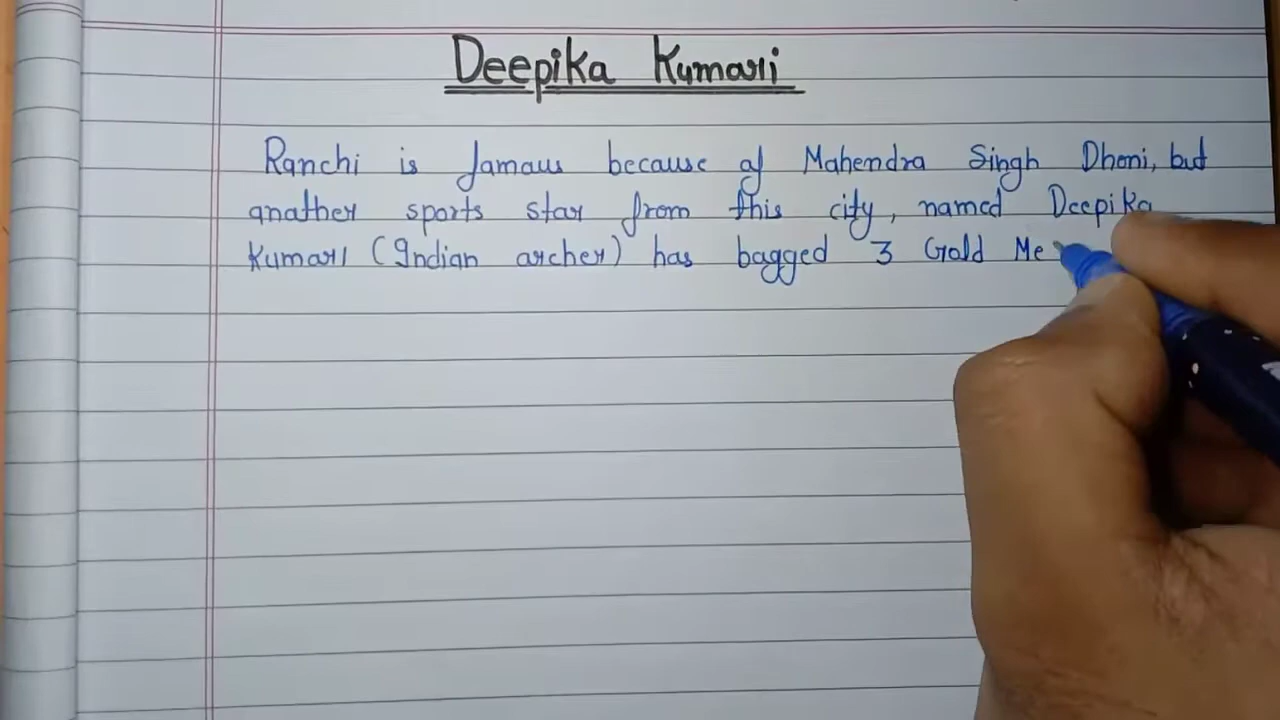 Deepika Kumari
Ranchi is famous because of Mahendra Singh Dhoni, but
another sports star from this city, named Deepika
Kumari (Indian archer) has bagged 3 Gold Me